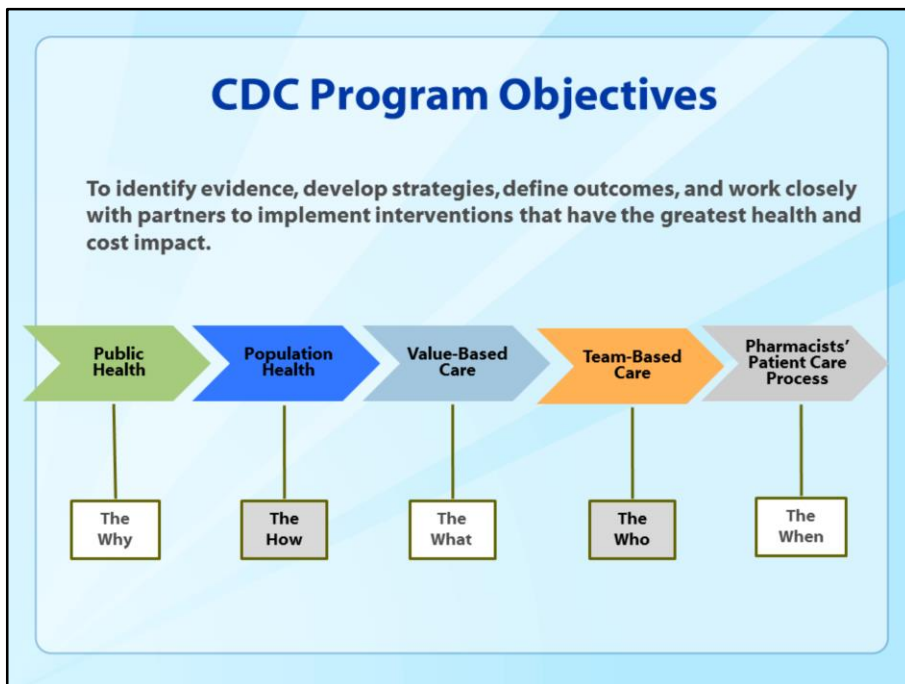 CDC Program Objectives
To identify evidence, develop strategies, define outcomes, and work closely
with partners to implement interventions that have the greatest health and
cost impact.
Public
Health
Population
Health
Value-Based
Care
Team-Based
Care
Pharmacists’
Patient Care
Process
The
Why
The
How
The
What
The
Who
The
When